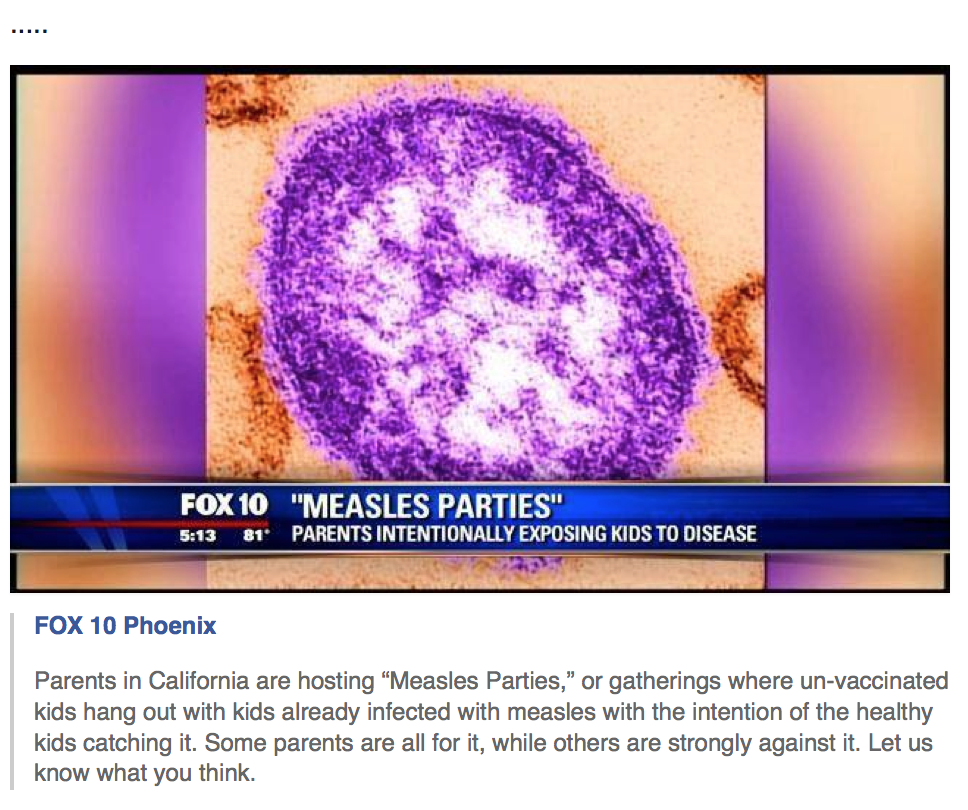 .....
FOX 10 "MEASLES PARTIES"
5:13 81° PARENTS INTENTIONALLY EXPOSING KIDS TO DISEASE
FOX 10 Phoenix
Parents in California are hosting “Measles Parties,” or gatherings where un-vaccinated
kids hang out with kids already infected with measles with the intention of the healthy
kids catching it. Some parents are all for it, while others are strongly against it. Let us
know what you think.